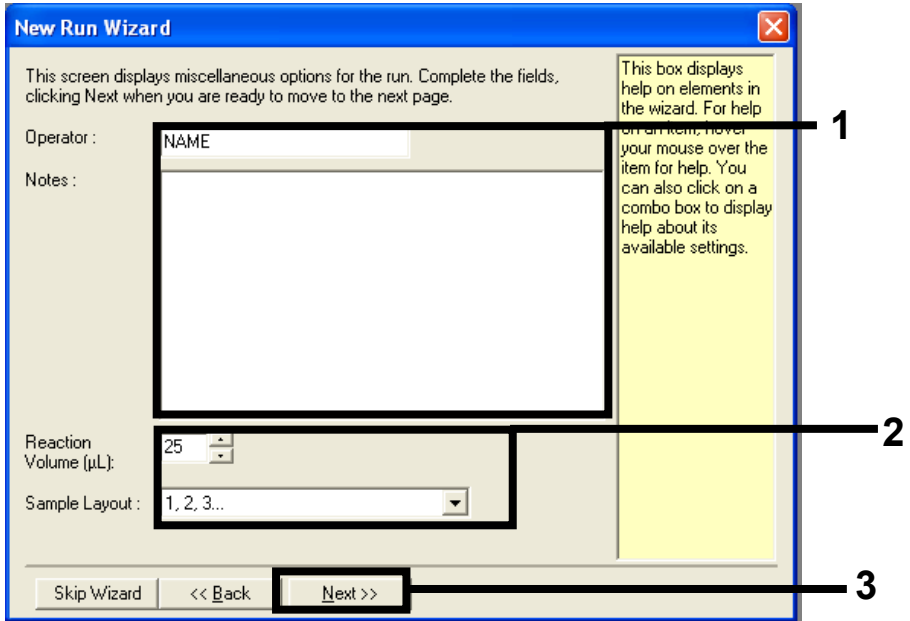 New Run Wizard
This screen displays miscellaneous options for the run. Complete the fields,
clicking Next when you are ready to move to the next page.
Operator :
NAME
Notes :
Reaction
Volume (µL):
25
Sample Layout :
1, 2, 3...
Skip Wizard
<< Back
Next >>
This box displays
help on elements in
the wizard. For help
on an item, hover
your mouse over the
item for help. You
can also click on a
combo box to display
help about its
available settings.
1
2
3